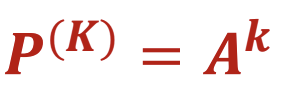 P^(K) = A^k